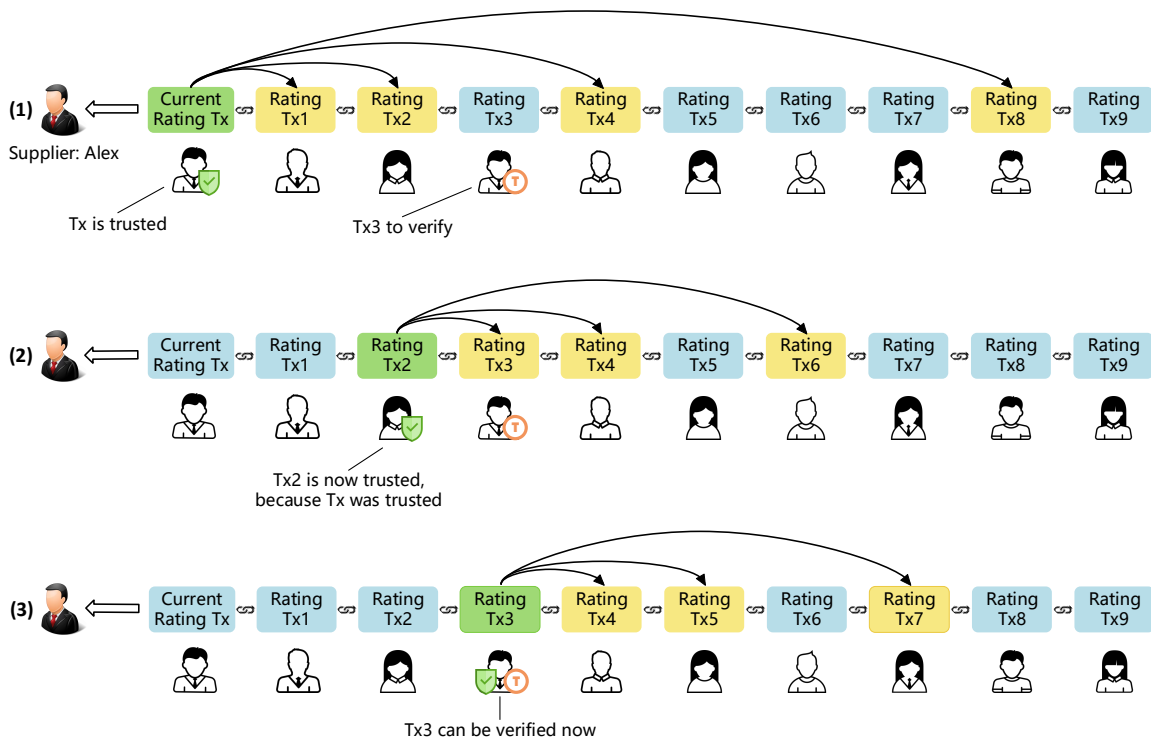 (1)
Supplier: Alex
Current
Rating Tx
Rating
Tx1
Rating
Tx2
Rating
Tx3
Rating
Tx4
Rating
Tx5
Rating
Tx6
Rating
Tx7
Rating
Tx8
Rating
Tx9
T
Tx is trusted
Tx3 to verify
(2)
Current
Rating Tx
Rating
Tx1
Rating
Tx2
Rating
Tx3
Rating
Tx4
Rating
Tx5
Rating
Tx6
Rating
Tx7
Rating
Tx8
Rating
Tx9
T
Tx2 is now trusted,
because Tx was trusted
(3)
Current
Rating Tx
Rating
Tx1
Rating
Tx2
Rating
Tx3
Rating
Tx4
Rating
Tx5
Rating
Tx6
Rating
Tx7
Rating
Tx8
Rating
Tx9
T
Tx3 can be verified now